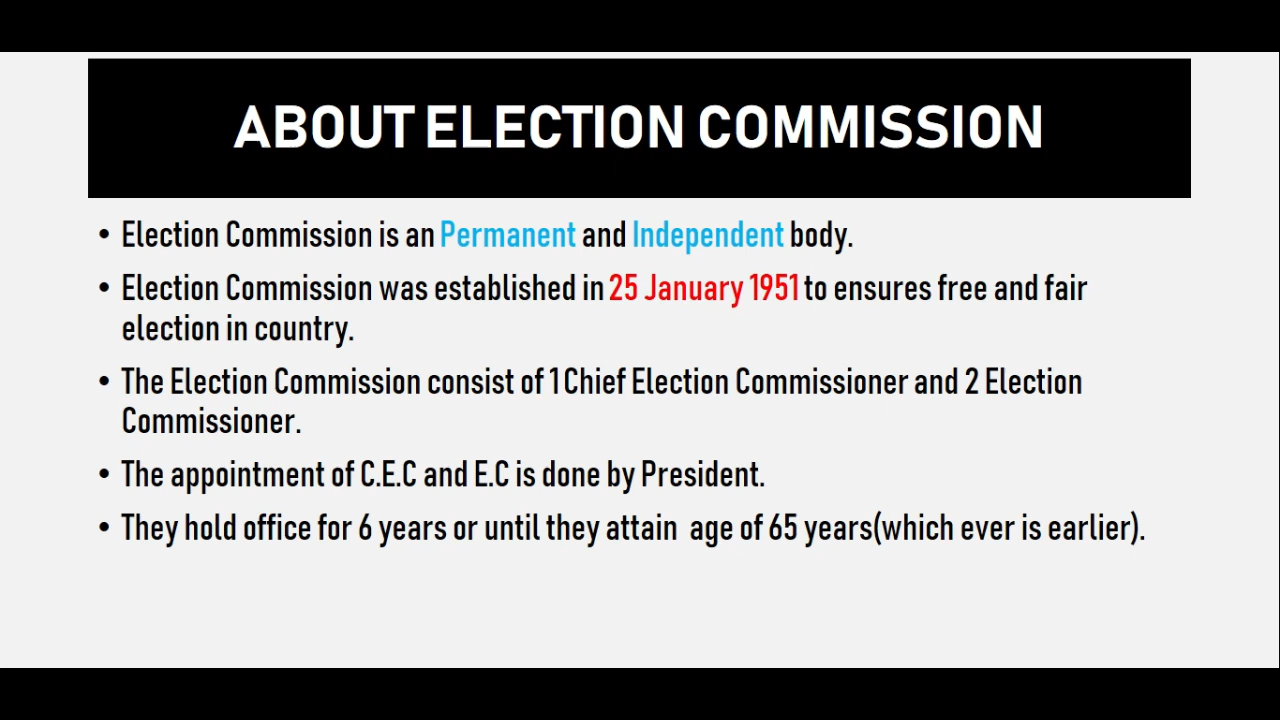 ABOUT ELECTION COMMISSION
• Election Commission is an Permanent and Independent body.
• Election Commission was established in 25 January 1951 to ensures free and fair
election in country.
• The Election Commission consist of 1 Chief Election Commissioner and 2 Election
Commissioner.
• The appointment of C.E.C and E.C is done by President.
• They hold office for 6 years or until they attain age of 65 years(which ever is earlier).